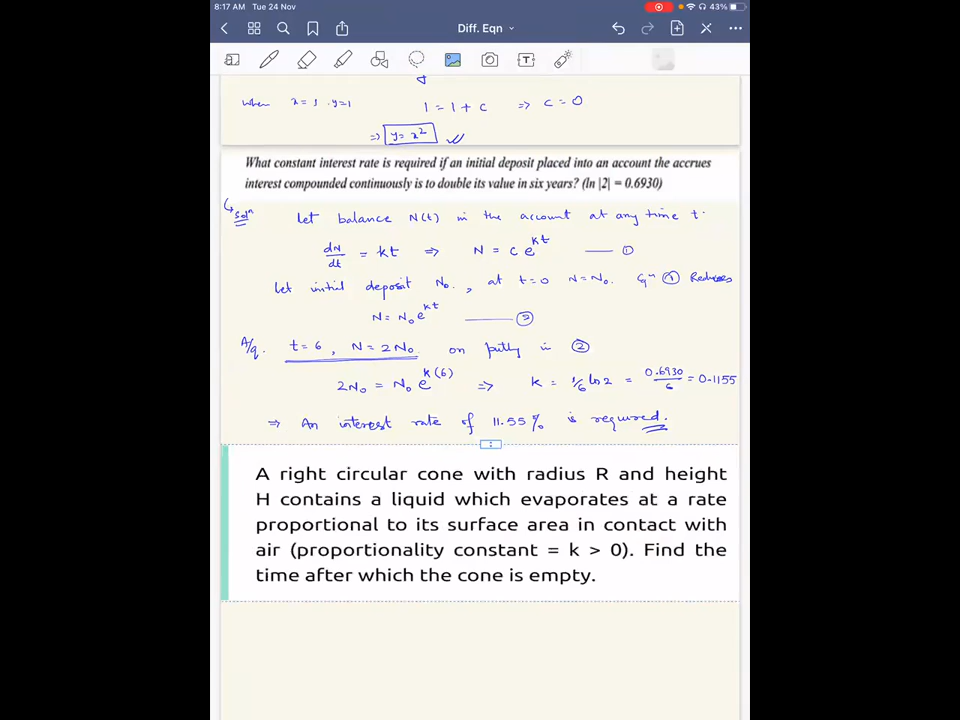 8:17 AM Tue 24 Nov
43%
Diff. Eqn
When x = 1, y=1 1 = 1 + c ⇒ c = 0
⇒ y = x²
What constant interest rate is required if an initial deposit placed into an account the accrues
interest compounded continuously is to double its value in six years? (ln |2| = 0.6930)
Solⁿ Let balance N(t) in the account at any time t.
dN/dt = kt ⇒ N = c e^kt —— ①
Let initial deposit N₀, at t=0 N=N₀. Eqⁿ ① Reduces
N = N₀ e^kt —— ②
A/q. t = 6, N = 2N₀ on putting in ②
2N₀ = N₀ e^k(6) ⇒ k = 1/6 log 2 = 0.6930/6 = 0.1155
⇒ An interest rate of 11.55% is required.
A right circular cone with radius R and height
H contains a liquid which evaporates at a rate
proportional to its surface area in contact with
air (proportionality constant = k > 0). Find the
time after which the cone is empty.